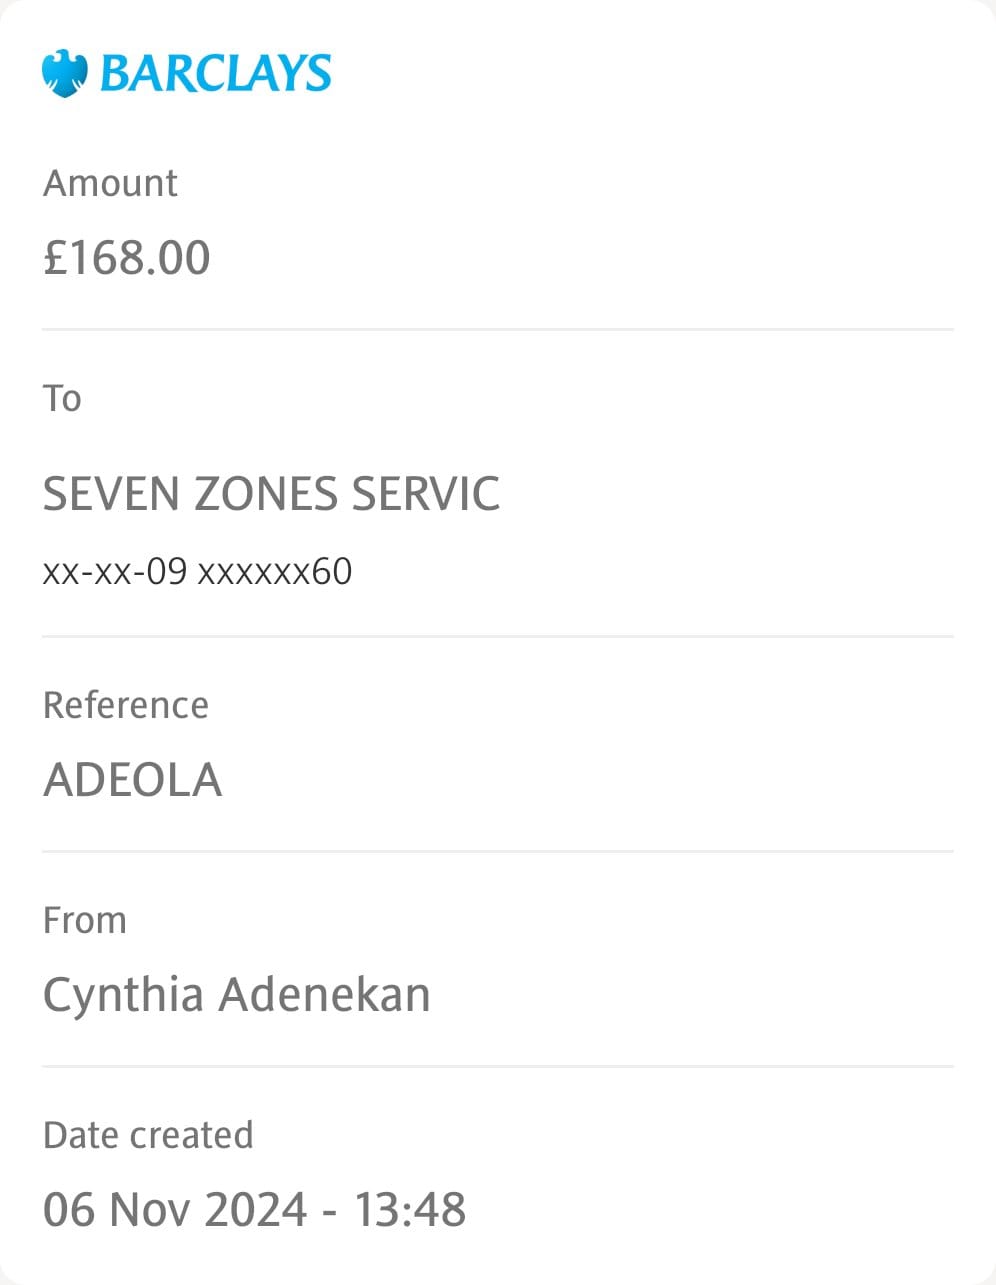 BARCLAYS
Amount
£168.00
To
SEVEN ZONES SERVIC
xx-xx-09 xxxxxx60
Reference
ADEOLA
From
Cynthia Adenekan
Date created
06 Nov 2024 - 13:48